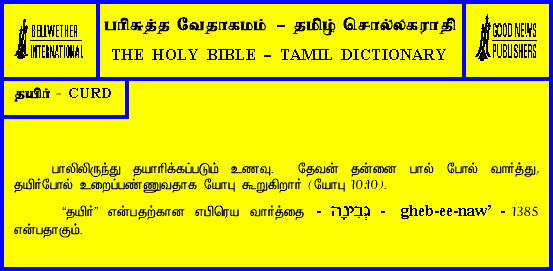 BELLWETHER
INTERNATIONAL
பரிசுத்த வேதாகமம் – தமிழ் சொல்லகராதி
THE HOLY BIBLE – TAMIL DICTIONARY
GOOD NEWS
PUBLISHERS
தயிர் - CURD
பாலிலிருந்து தயாரிக்கப்படும் உணவு. தேவன் தன்னை பால் போல் வார்த்து,
தயிர்போல் உறைப்பண்ணுவதாக யோபு கூறுகிறார் (யோபு 10:10).
“தயிர்” என்பதற்கான எபிரெய வார்த்தை - גְּבִינָה - gheb-ee-naw’ - 1385
என்பதாகும்.